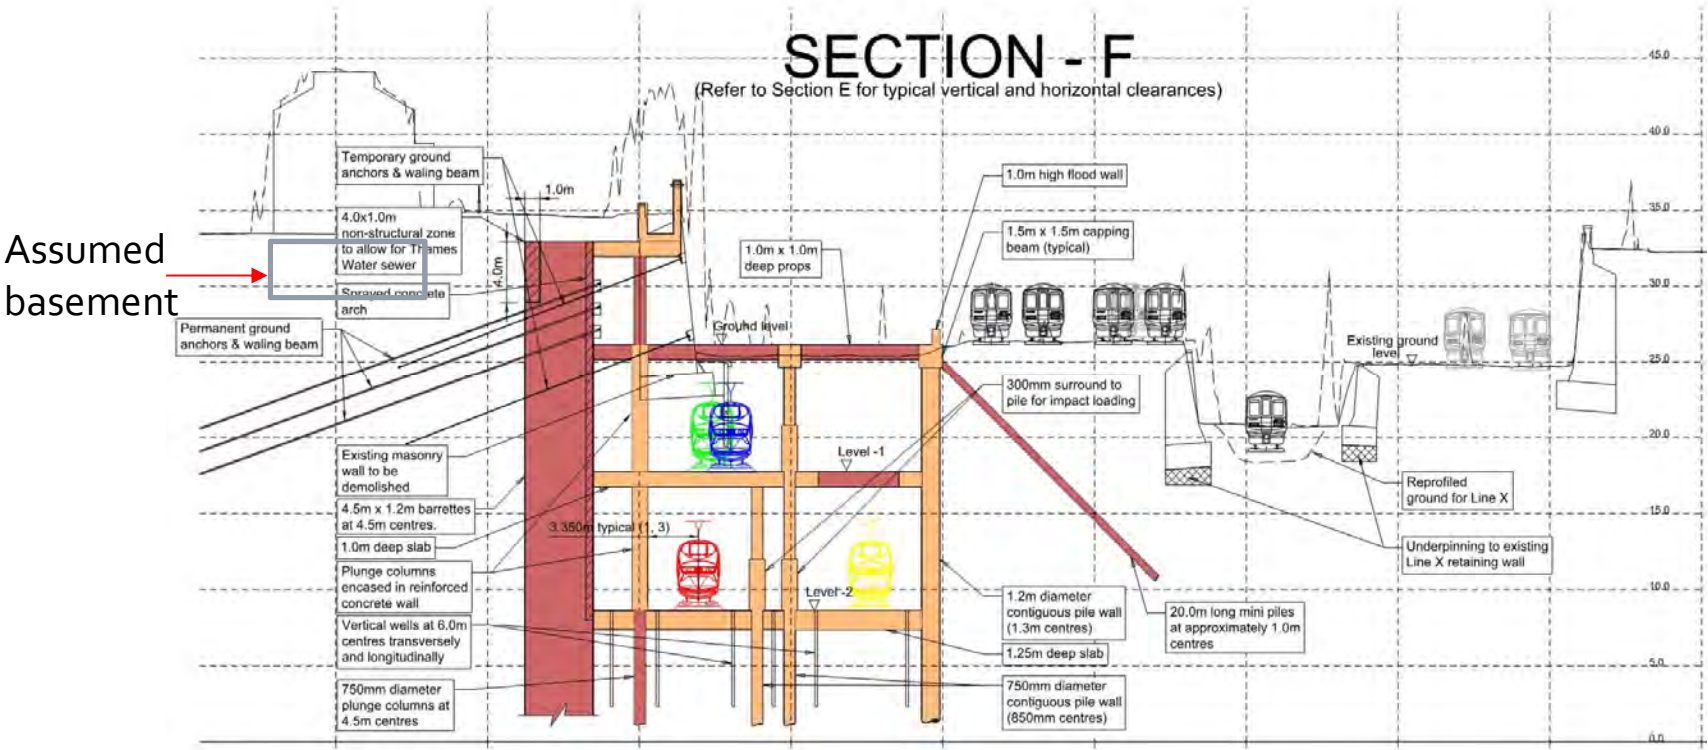 SECTION - F
(Refer to Section E for typical vertical and horizontal clearances)
45.0
40.0
35.0
30.0
25.0
20.0
15.0
10.0
5.0
0.0
Assumed
basement
Temporary ground
anchors & waling beam
1.0m
4.0x1.0m
non-structural zone
to allow for Thames
Water sewer
4.0m
Sprayed concrete
arch
Permanent ground
anchors & waling beam
Existing masonry
wall to be
demolished
4.5m x 1.2m barrettes
at 4.5m centres.
1.0m deep slab
Plunge columns
encased in reinforced
concrete wall
Vertical wells at 6.0m
centres transversely
and longitudinally
750mm diameter
plunge columns at
4.5m centres
1.0m x 1.0m
deep props
Ground level
Level -1
3.350m typical (1, 3)
Level -2
1.0m high flood wall
1.5m x 1.5m capping
beam (typical)
300mm surround to
pile for impact loading
1.2m diameter
contiguous pile wall
(1.3m centres)
1.25m deep slab
750mm diameter
contiguous pile wall
(850mm centres)
20.0m long mini piles
at approximately 1.0m
centres
Existing ground
level
Reprofiled
ground for Line X
Underpinning to existing
Line X retaining wall